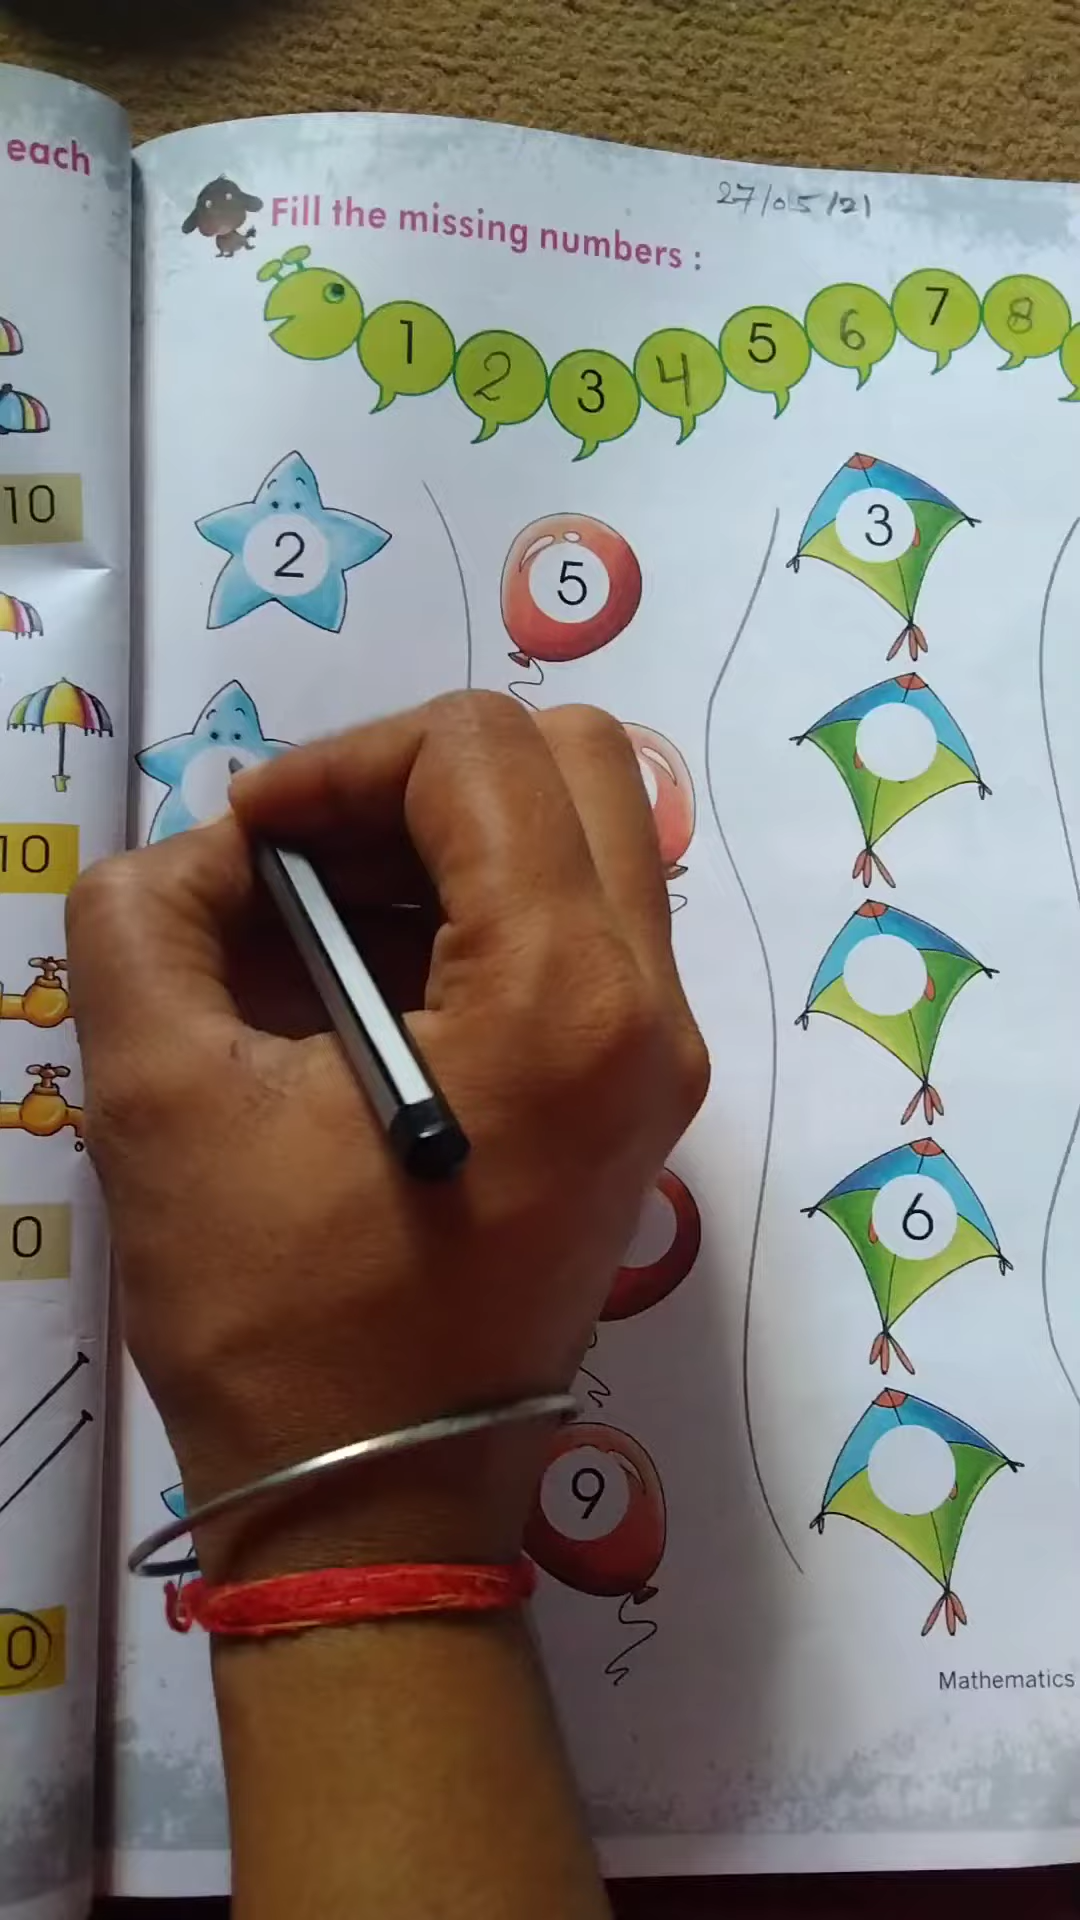 each
27/05/21
Fill the missing numbers :
1 2 3 4 5 6 7 8
2 5 3
10
10
6
0
9
0
Mathematics